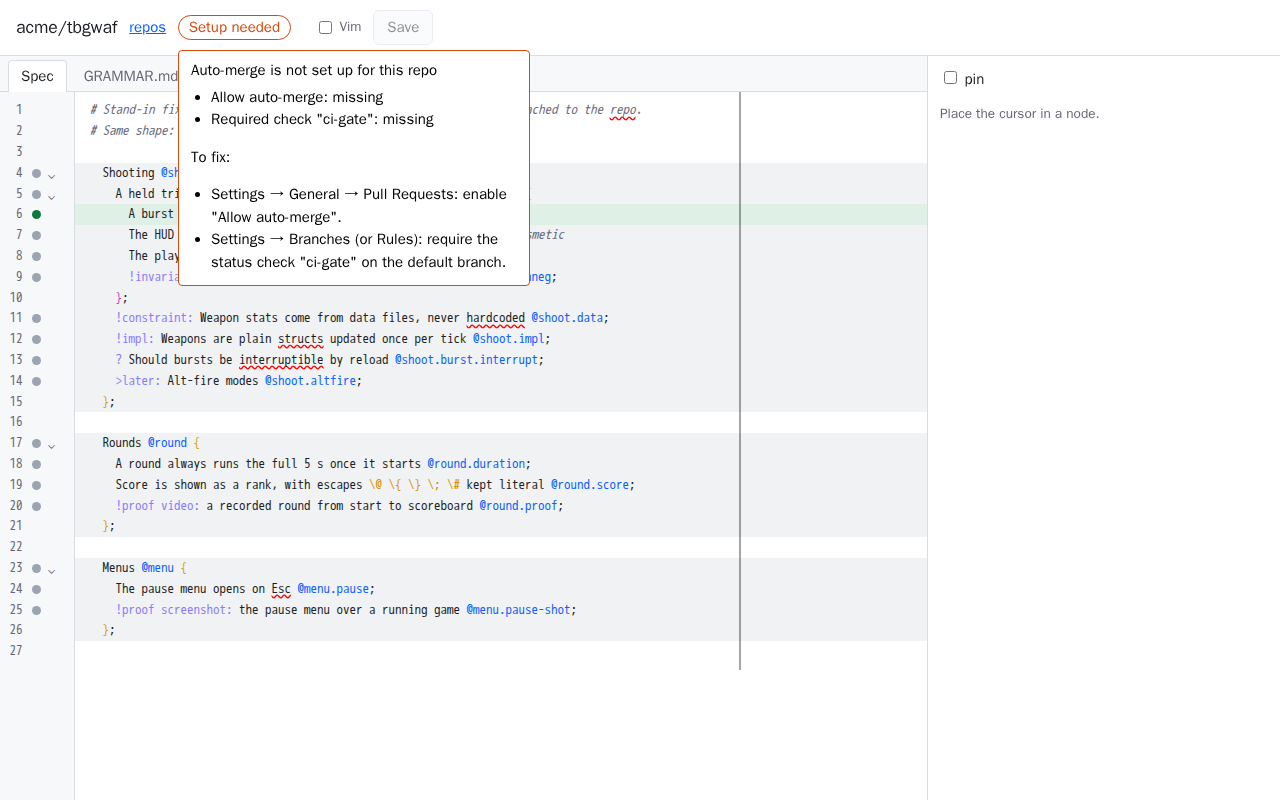 acme/tbgwaf repos Setup needed Vim Save
Auto-merge is not set up for this repo
Allow auto-merge: missing
Required check "ci-gate": missing
To fix:
Settings → General → Pull Requests: enable
"Allow auto-merge".
Settings → Branches (or Rules): require the
status check "ci-gate" on the default branch.
Spec GRAMMAR.md
pin
Place the cursor in a node.
1 # Stand-in the repo.
2 # Same shape:
3
4 Shooting
5 A held
6 A burst
7 The HUD
8 The
9
10 };
11 !constraint: Weapon stats come from data files, never hardcoded @shoot.data;
12 !impl: Weapons are plain structs updated once per tick @shoot.impl;
13 ? Should bursts be interruptible by reload @shoot.burst.interrupt;
14 >later: Alt-fire modes @shoot.altfire;
15 };
16
17 Rounds @round {
18 A round always runs the full 5 s once it starts @round.duration;
19 Score is shown as a rank, with escapes \@ \{ \} \; \# kept literal @round.score;
20 !proof video: a recorded round from start to scoreboard @round.proof;
21 };
22
23 Menus @menu {
24 The pause menu opens on Esc @menu.pause;
25 !proof screenshot: the pause menu over a running game @menu.pause-shot;
26 };
27